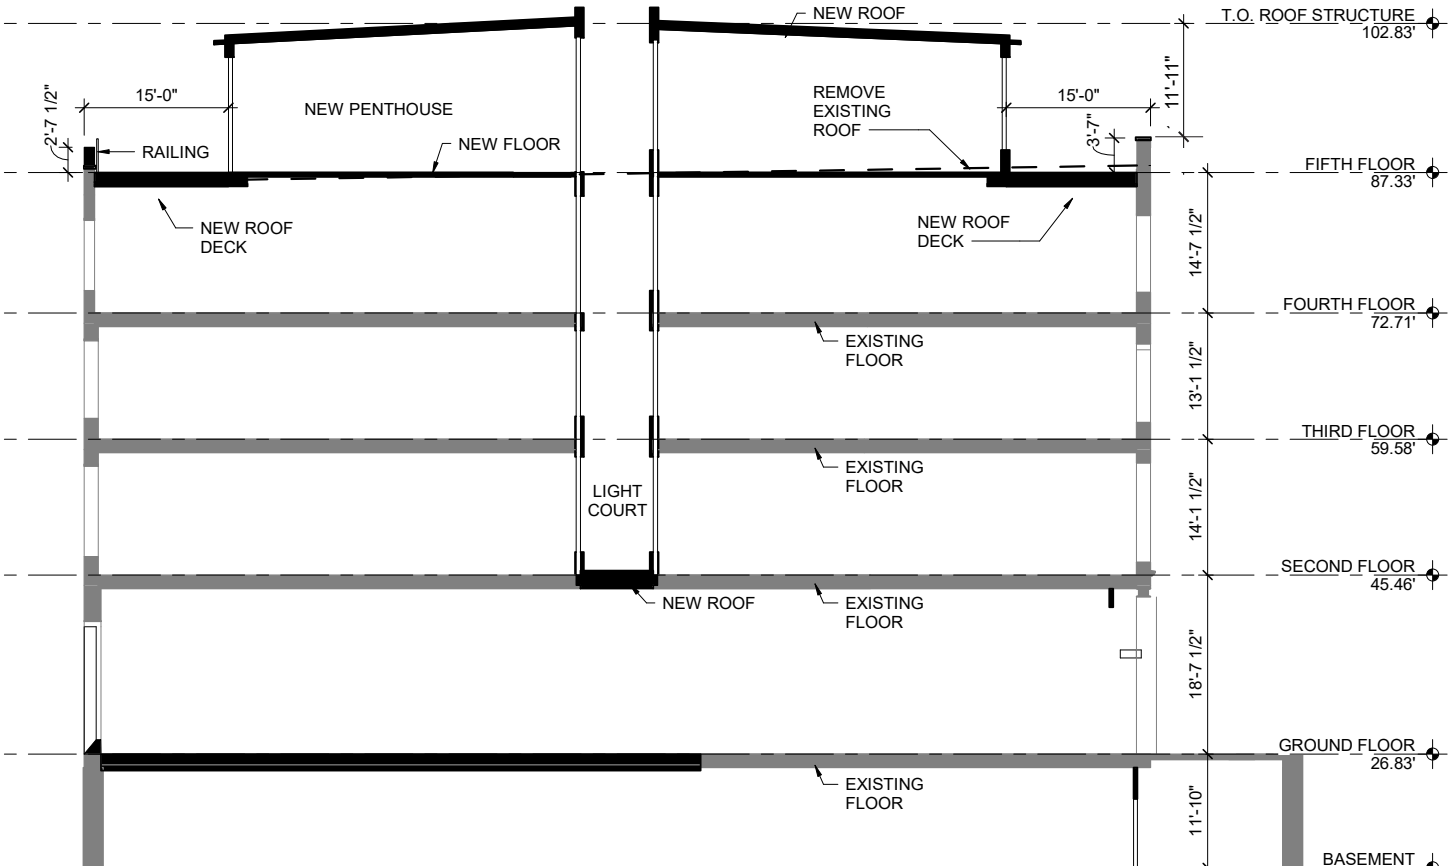 NEW ROOF
T.O. ROOF STRUCTURE
102.83'
11'-11"
15'-0"
NEW PENTHOUSE
REMOVE
EXISTING
ROOF
15'-0"
2'-7 1/2"
3'-7"
RAILING
NEW FLOOR
FIFTH FLOOR
87.33'
NEW ROOF
DECK
NEW ROOF
DECK
14'-7 1/2"
FOURTH FLOOR
72.71'
EXISTING
FLOOR
13'-1 1/2"
THIRD FLOOR
59.58'
EXISTING
FLOOR
LIGHT
COURT
14'-1 1/2"
SECOND FLOOR
45.46'
NEW ROOF
EXISTING
FLOOR
18'-7 1/2"
GROUND FLOOR
26.83'
EXISTING
FLOOR
11'-10"
BASEMENT